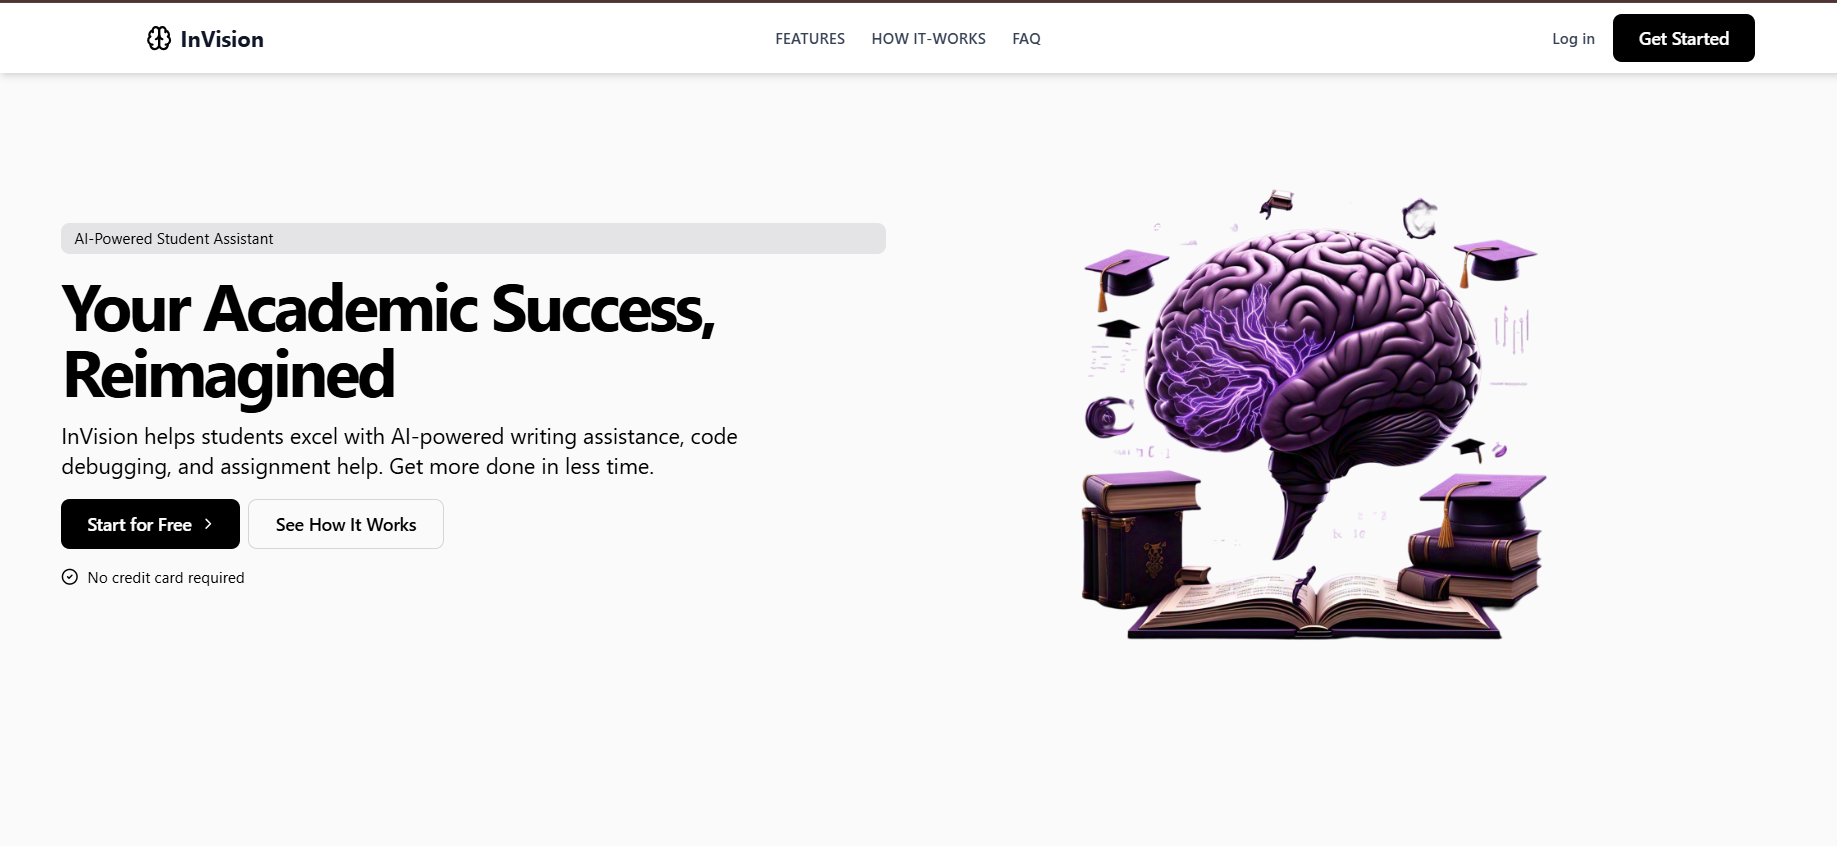 InVision
FEATURES
HOW IT-WORKS
FAQ
Log in
Get Started
AI-Powered Student Assistant
Your Academic Success,
Reimagined
InVision helps students excel with AI-powered writing assistance, code
debugging, and assignment help. Get more done in less time.
Start for Free
See How It Works
No credit card required